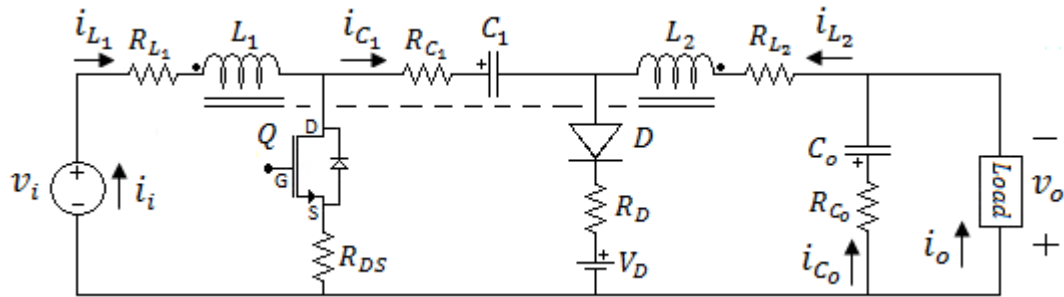 i_{L_1} R_{L_1} L_1 i_{C_1} R_{C_1} + C_1 L_2 R_{L_2} i_{L_2}
v_i + − i_i Q D G S R_{DS} D R_D + V_D C_o + R_{C_o} i_{C_o} i_o Load − v_o +